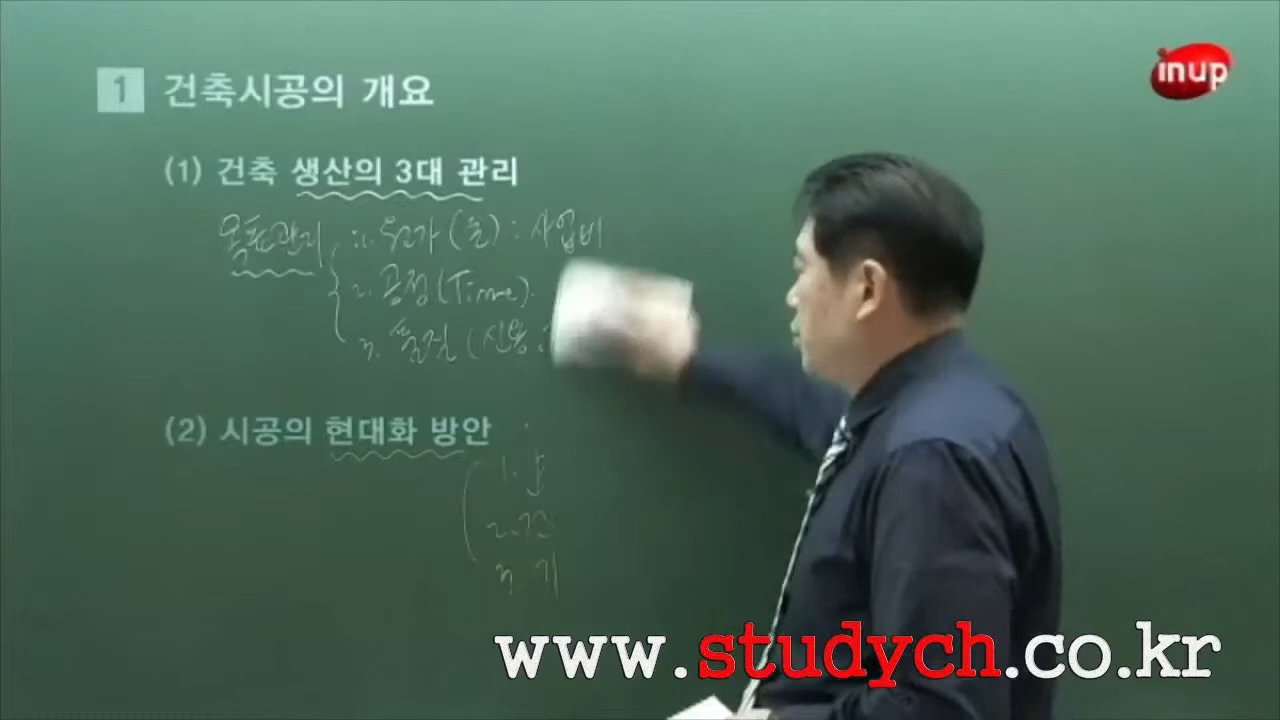 1 건축시공의 개요
inup
(1) 건축 생산의 3대 관리
목표관리 1. 원가(돈) : 사업비
2. 공정(Time)
3. 품질 (신용
(2) 시공의 현대화 방안
1.
2. 건
3. 기
www.studych.co.kr